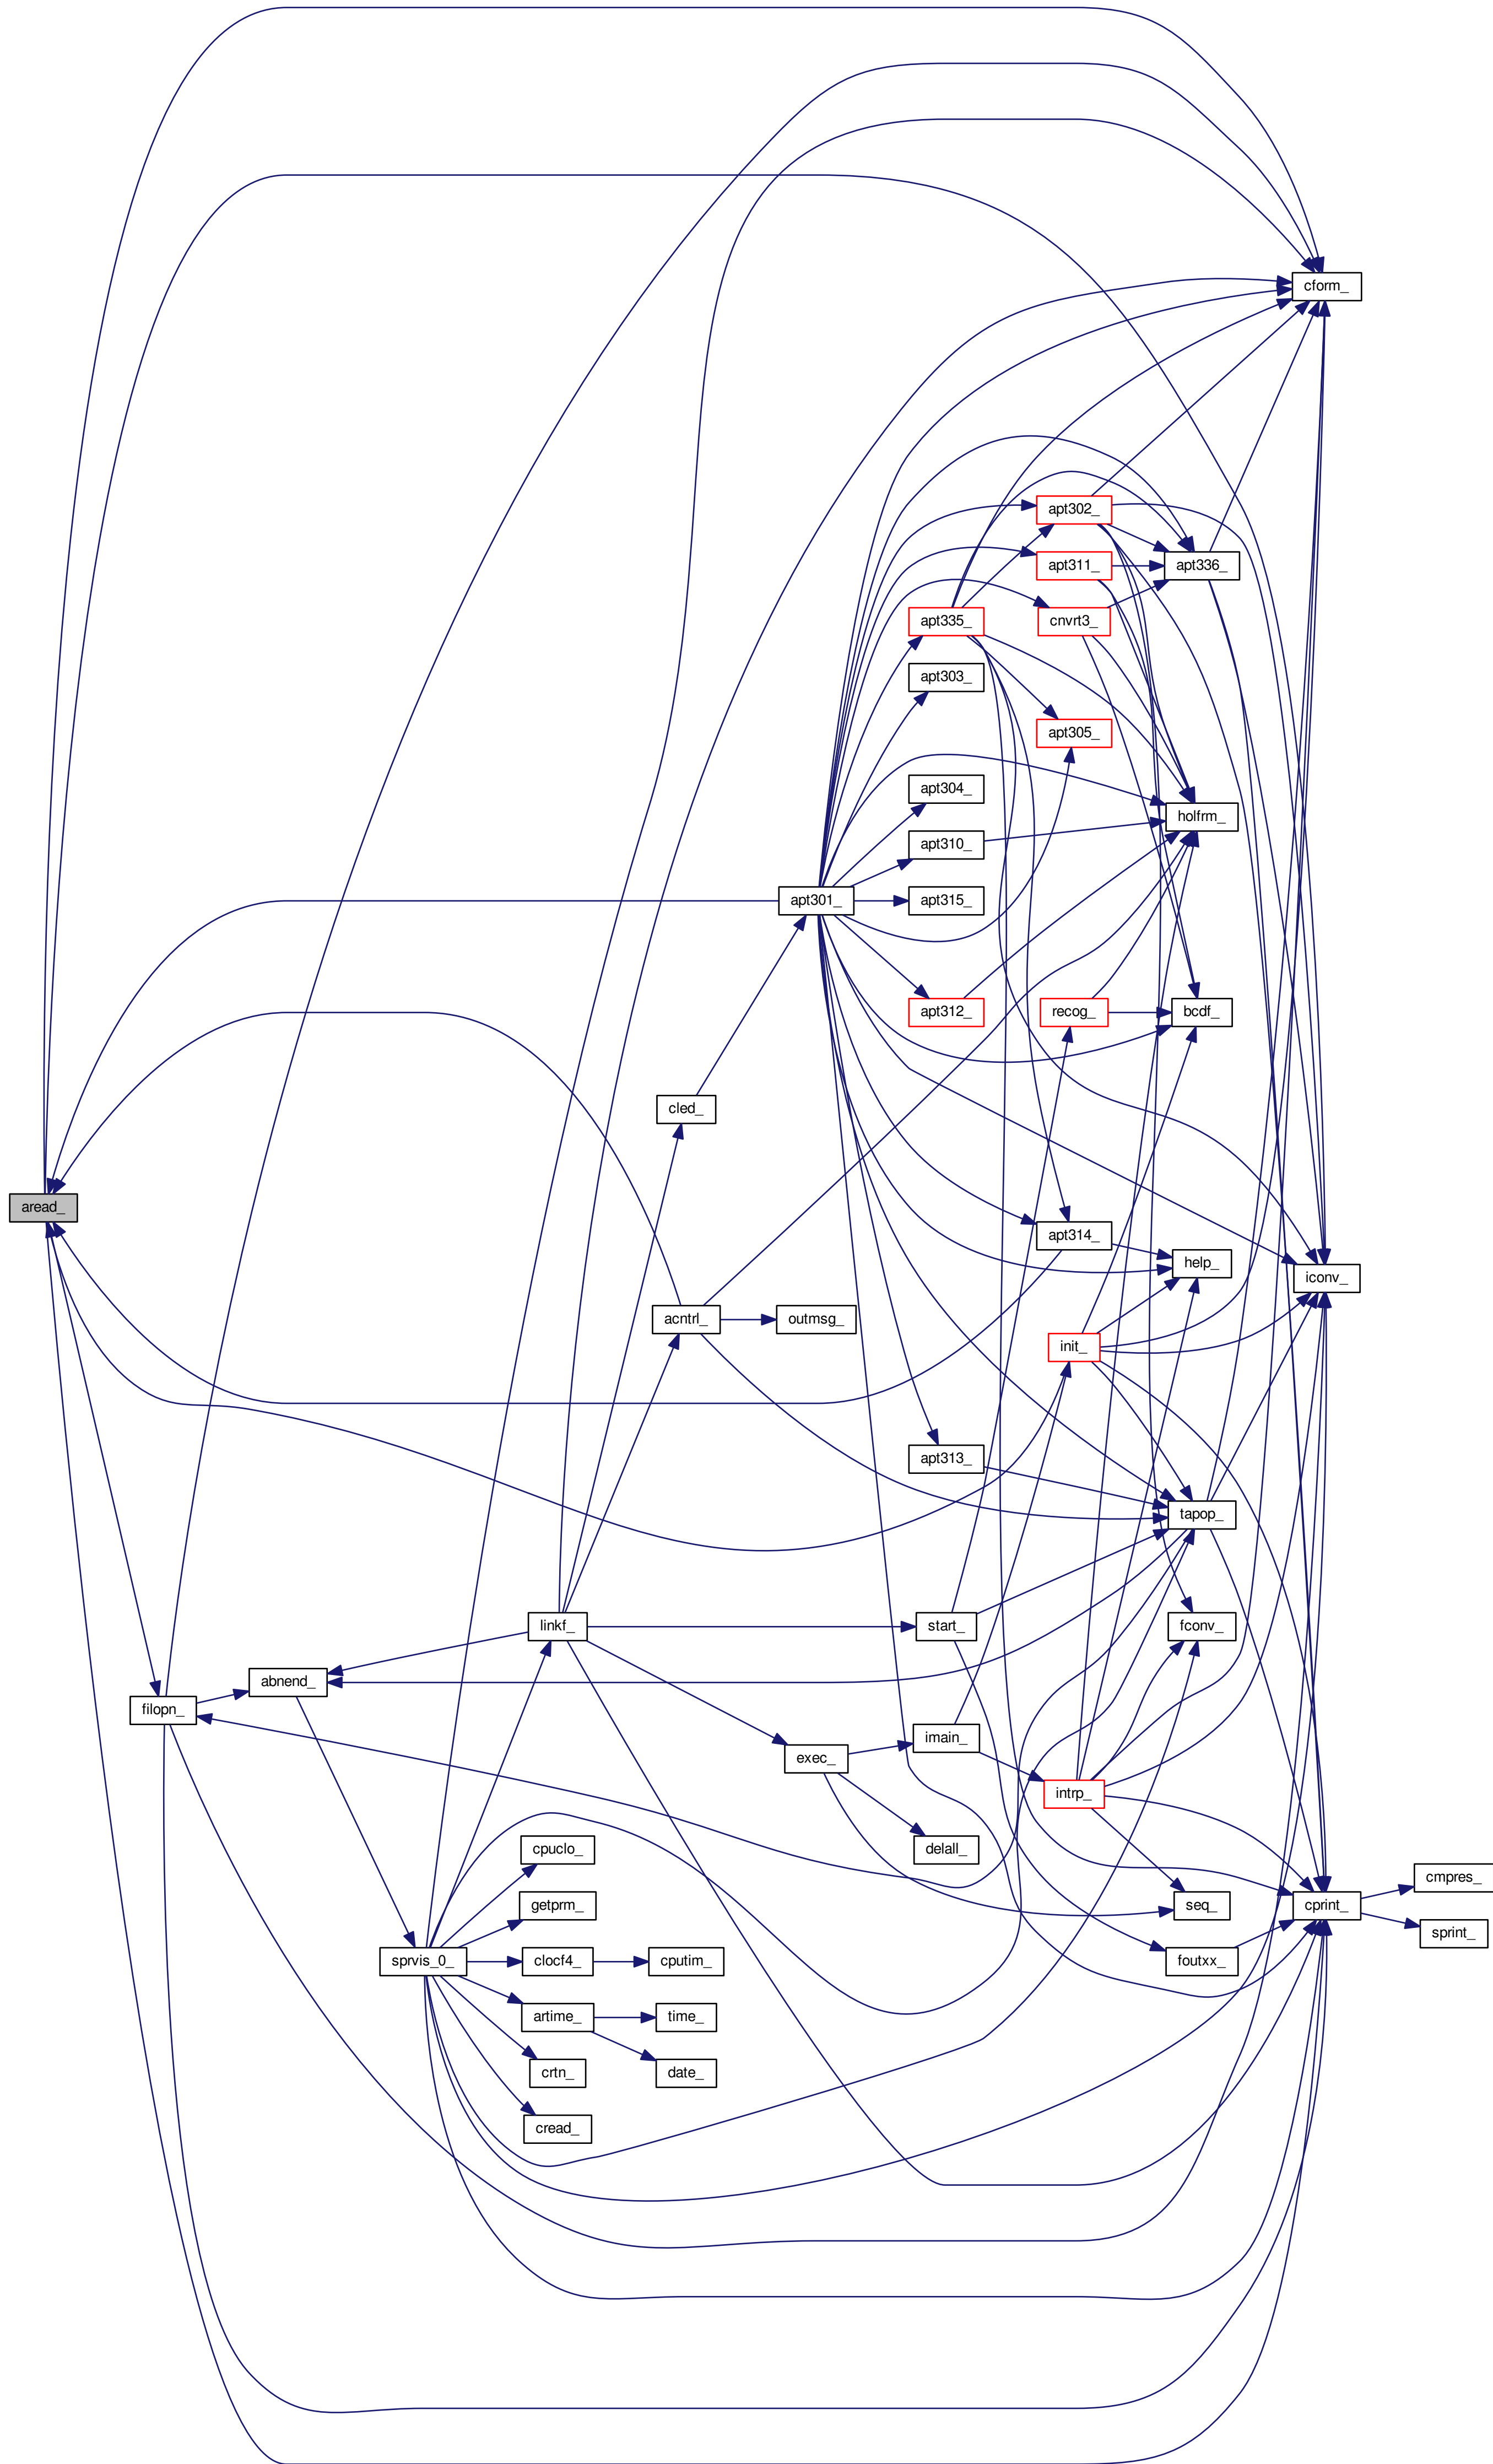 cform_
apt302_
apt311_
apt336_
apt335_
cnvrt3_
apt303_
apt305_
apt304_
holfrm_
apt310_
apt301_
apt315_
apt312_
recog_
bcdf_
cled_
aread_
apt314_
help_
iconv_
acntrl_
outmsg_
init_
apt313_
tapop_
linkf_
start_
fconv_
abnend_
filopn_
imain_
exec_
intrp_
cpuclo_
delall_
cmpres_
getprm_
seq_
cprint_
sprint_
sprvis_0_
clocf4_
cputim_
foutxx_
artime_
time_
crtn_
date_
cread_